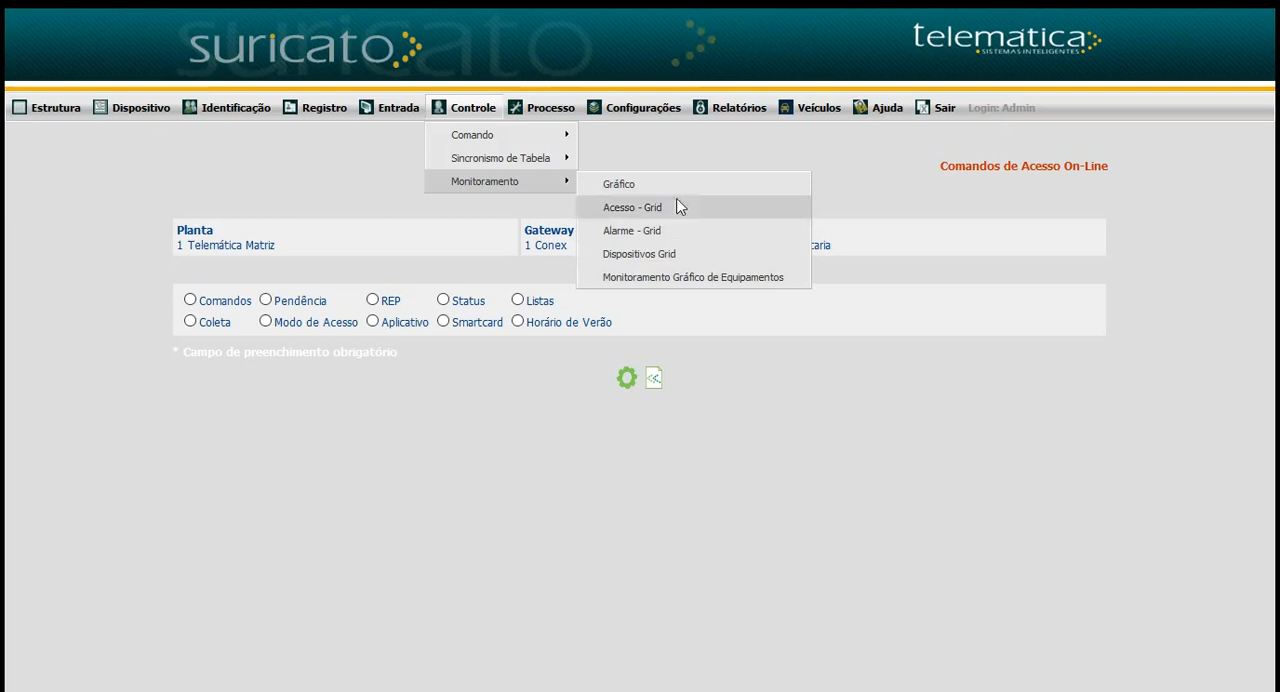 suricato
telemática
SISTEMAS INTELIGENTES
Estrutura Dispositivo Identificação Registro Entrada Controle Processo Configurações Relatórios Veículos Ajuda Sair Login: Admin
Comando
Sincronismo de Tabela
Monitoramento
Gráfico
Acesso - Grid
Alarme - Grid
Dispositivos Grid
Monitoramento Gráfico de Equipamentos
Comandos de Acesso On-Line
Planta Gateway
1 Telemática Matriz 1 Conex
Comandos Pendência REP Status Listas
Coleta Modo de Acesso Aplicativo Smartcard Horário de Verão
* Campo de preenchimento obrigatório